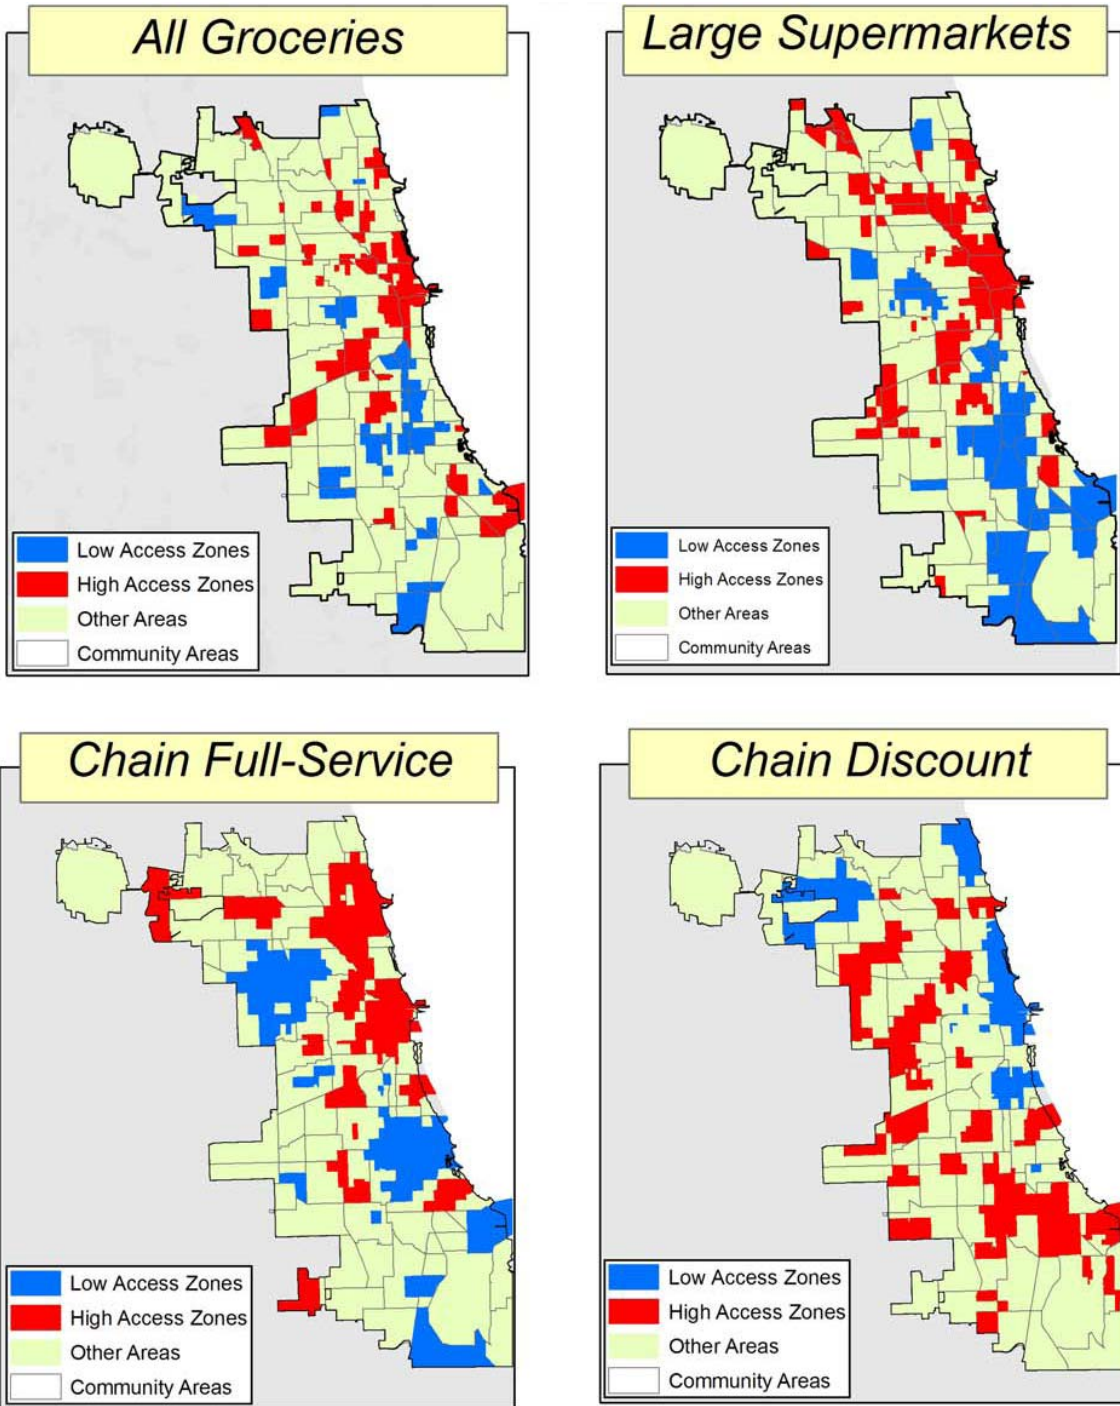 All Groceries
Low Access Zones
High Access Zones
Other Areas
Community Areas
Large Supermarkets
Low Access Zones
High Access Zones
Other Areas
Community Areas
Chain Full-Service
Low Access Zones
High Access Zones
Other Areas
Community Areas
Chain Discount
Low Access Zones
High Access Zones
Other Areas
Community Areas